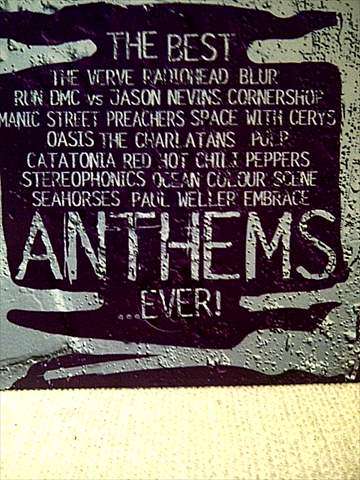 THE BEST
THE VERVE RADIOHEAD BLUR
RUN DMC vs JASON NEVINS CORNERSHOP
MANIC STREET PREACHERS SPACE WITH CERYS
OASIS THE CHARLATANS PULP
CATATONIA RED HOT CHILI PEPPERS
STEREOPHONICS OCEAN COLOUR SCENE
SEAHORSES PAUL WELLER EMBRACE
ANTHEMS
...EVER!